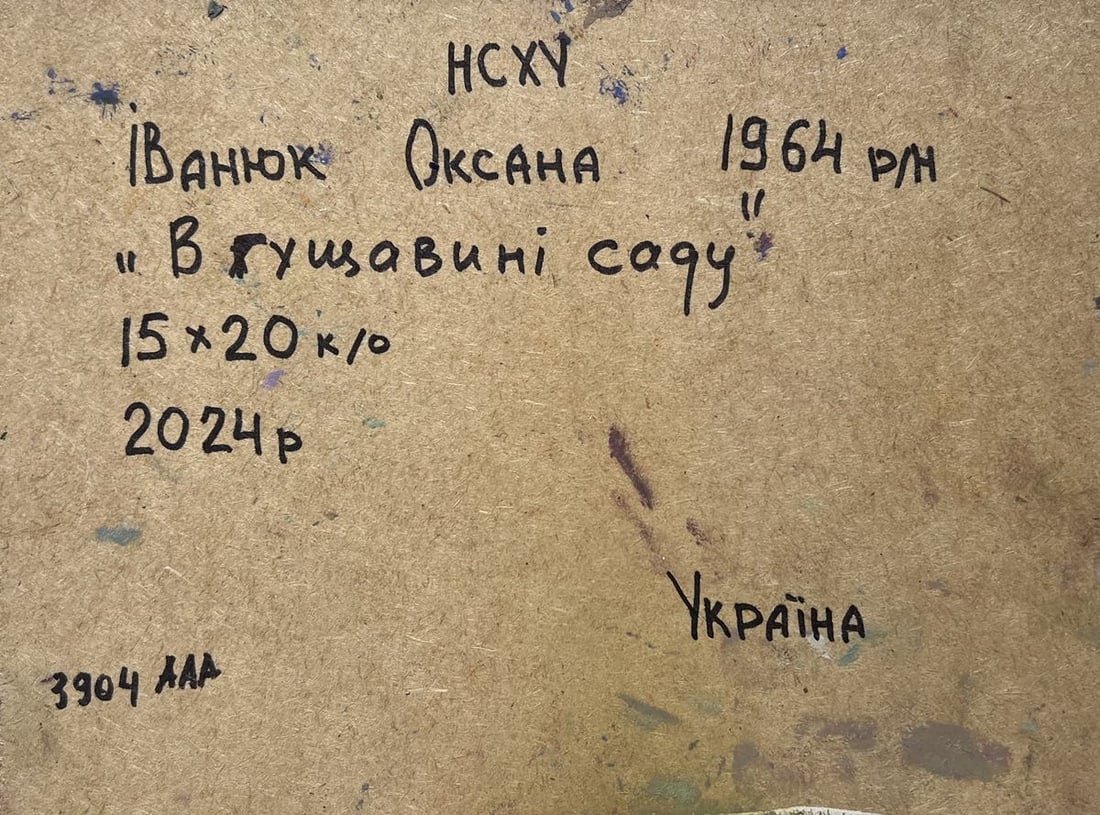 НСХУ
Іванюк Оксана 1964 р/н
"В гущавині саду"
15×20 к/о
2024р
Україна
3904 ААА